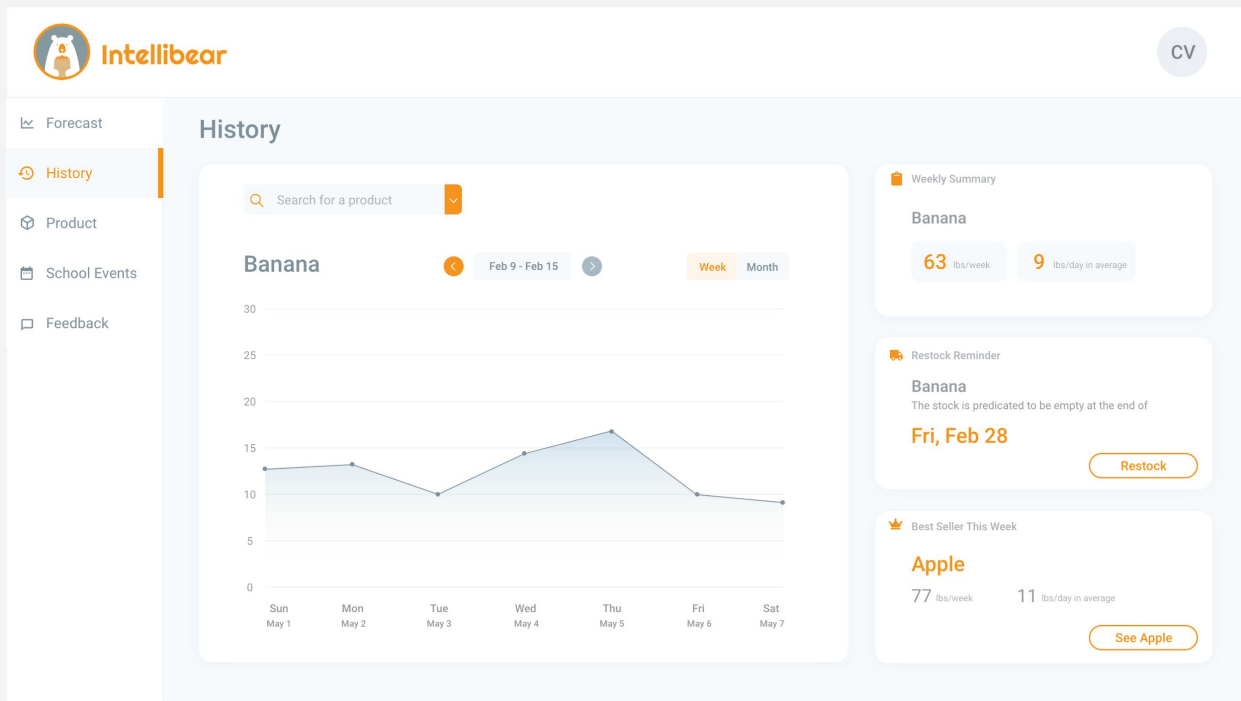 Intellibear
CV
Forecast
History
Product
School Events
Feedback
History
Search for a product
Banana
Feb 9 - Feb 15
Week
Month
30
25
20
15
10
5
0
Sun Mon Tue Wed Thu Fri Sat
May 1 May 2 May 3 May 4 May 5 May 6 May 7
Weekly Summary
Banana
63 lbs/week
9 lbs/day in average
Restock Reminder
Banana
The stock is predicated to be empty at the end of
Fri, Feb 28
Restock
Best Seller This Week
Apple
77 lbs/week
11 lbs/day in average
See Apple